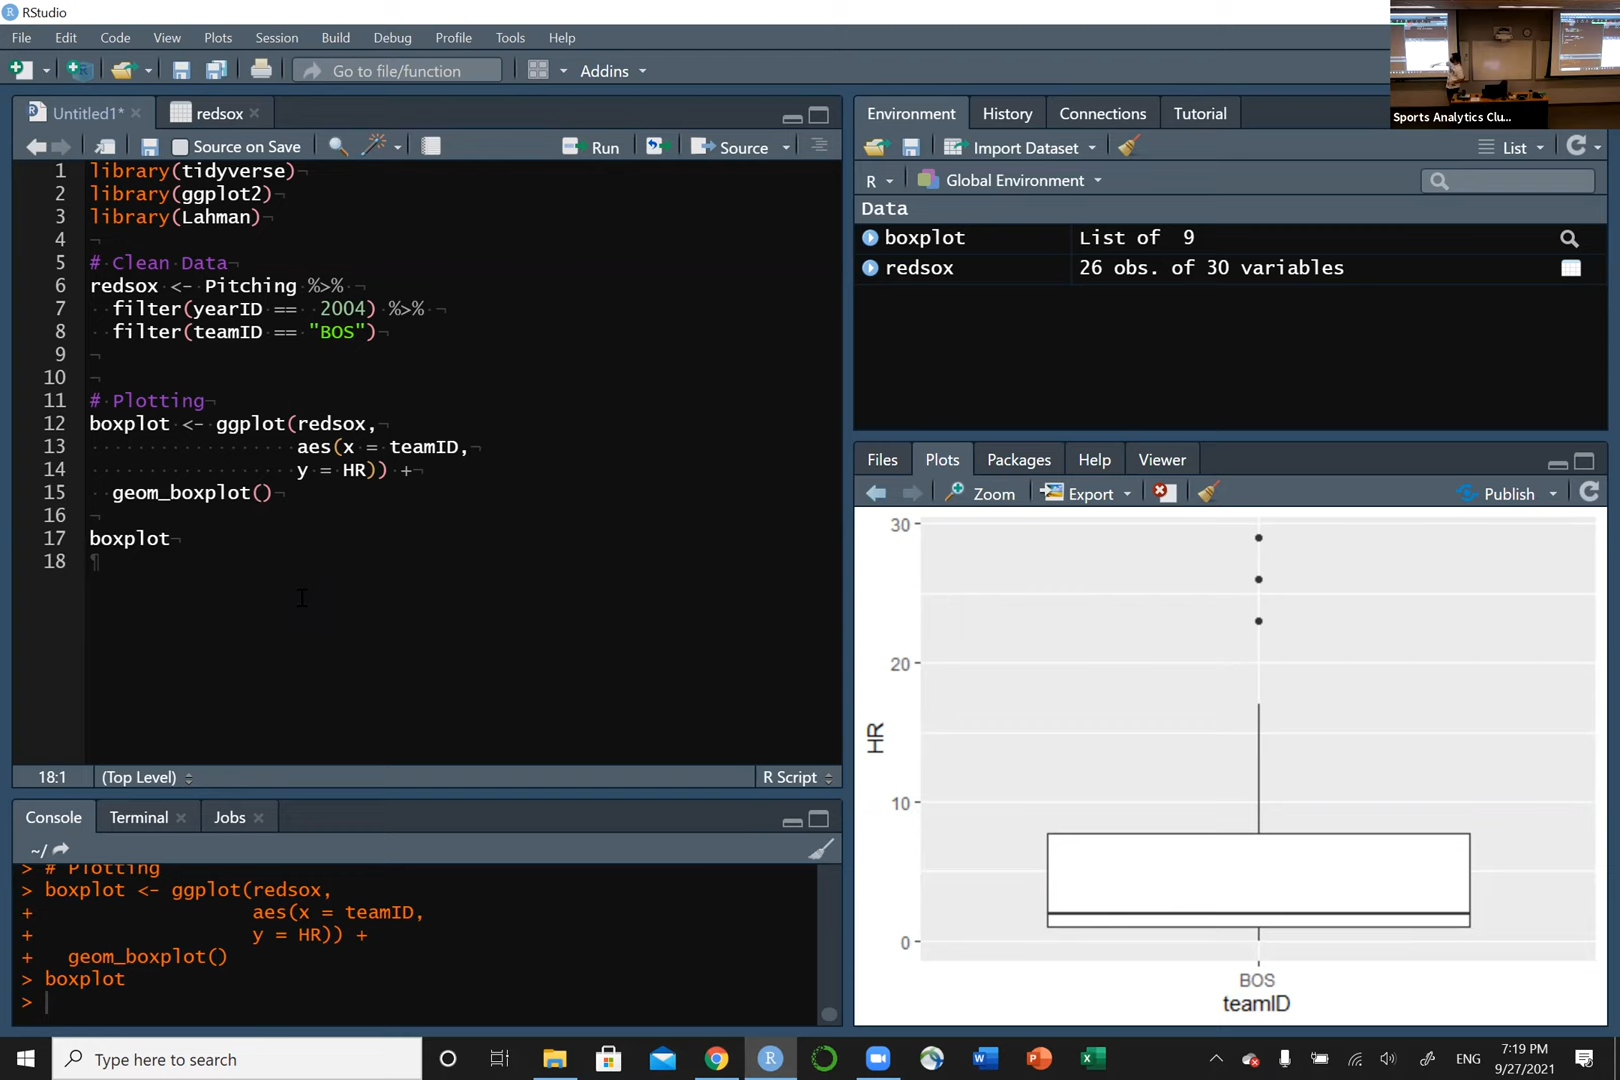 RStudio
File Edit Code View Plots Session Build Debug Profile Tools Help
Go to file/function Addins
Sports Analytics Clu...
Untitled1* redsox
Source on Save Run Source
1 library(tidyverse)
2 library(ggplot2)
3 library(Lahman)
4
5 # Clean Data
6 redsox <- Pitching %>%
7 filter(yearID == 2004) %>%
8 filter(teamID == "BOS")
9
10
11 # Plotting
12 boxplot <- ggplot(redsox,
13 aes(x = teamID,
14 y = HR)) +
15 geom_boxplot()
16
17 boxplot
18
18:1 (Top Level) R Script
Console Terminal Jobs
~/
> # Plotting
> boxplot <- ggplot(redsox,
+ aes(x = teamID,
+ y = HR)) +
+ geom_boxplot()
> boxplot
>
Environment History Connections Tutorial
Import Dataset List
R Global Environment
Data
boxplot List of 9
redsox 26 obs. of 30 variables
Files Plots Packages Help Viewer
Zoom Export Publish
30
20
HR
10
0
BOS
teamID
Type here to search
ENG
7:19 PM
9/27/2021